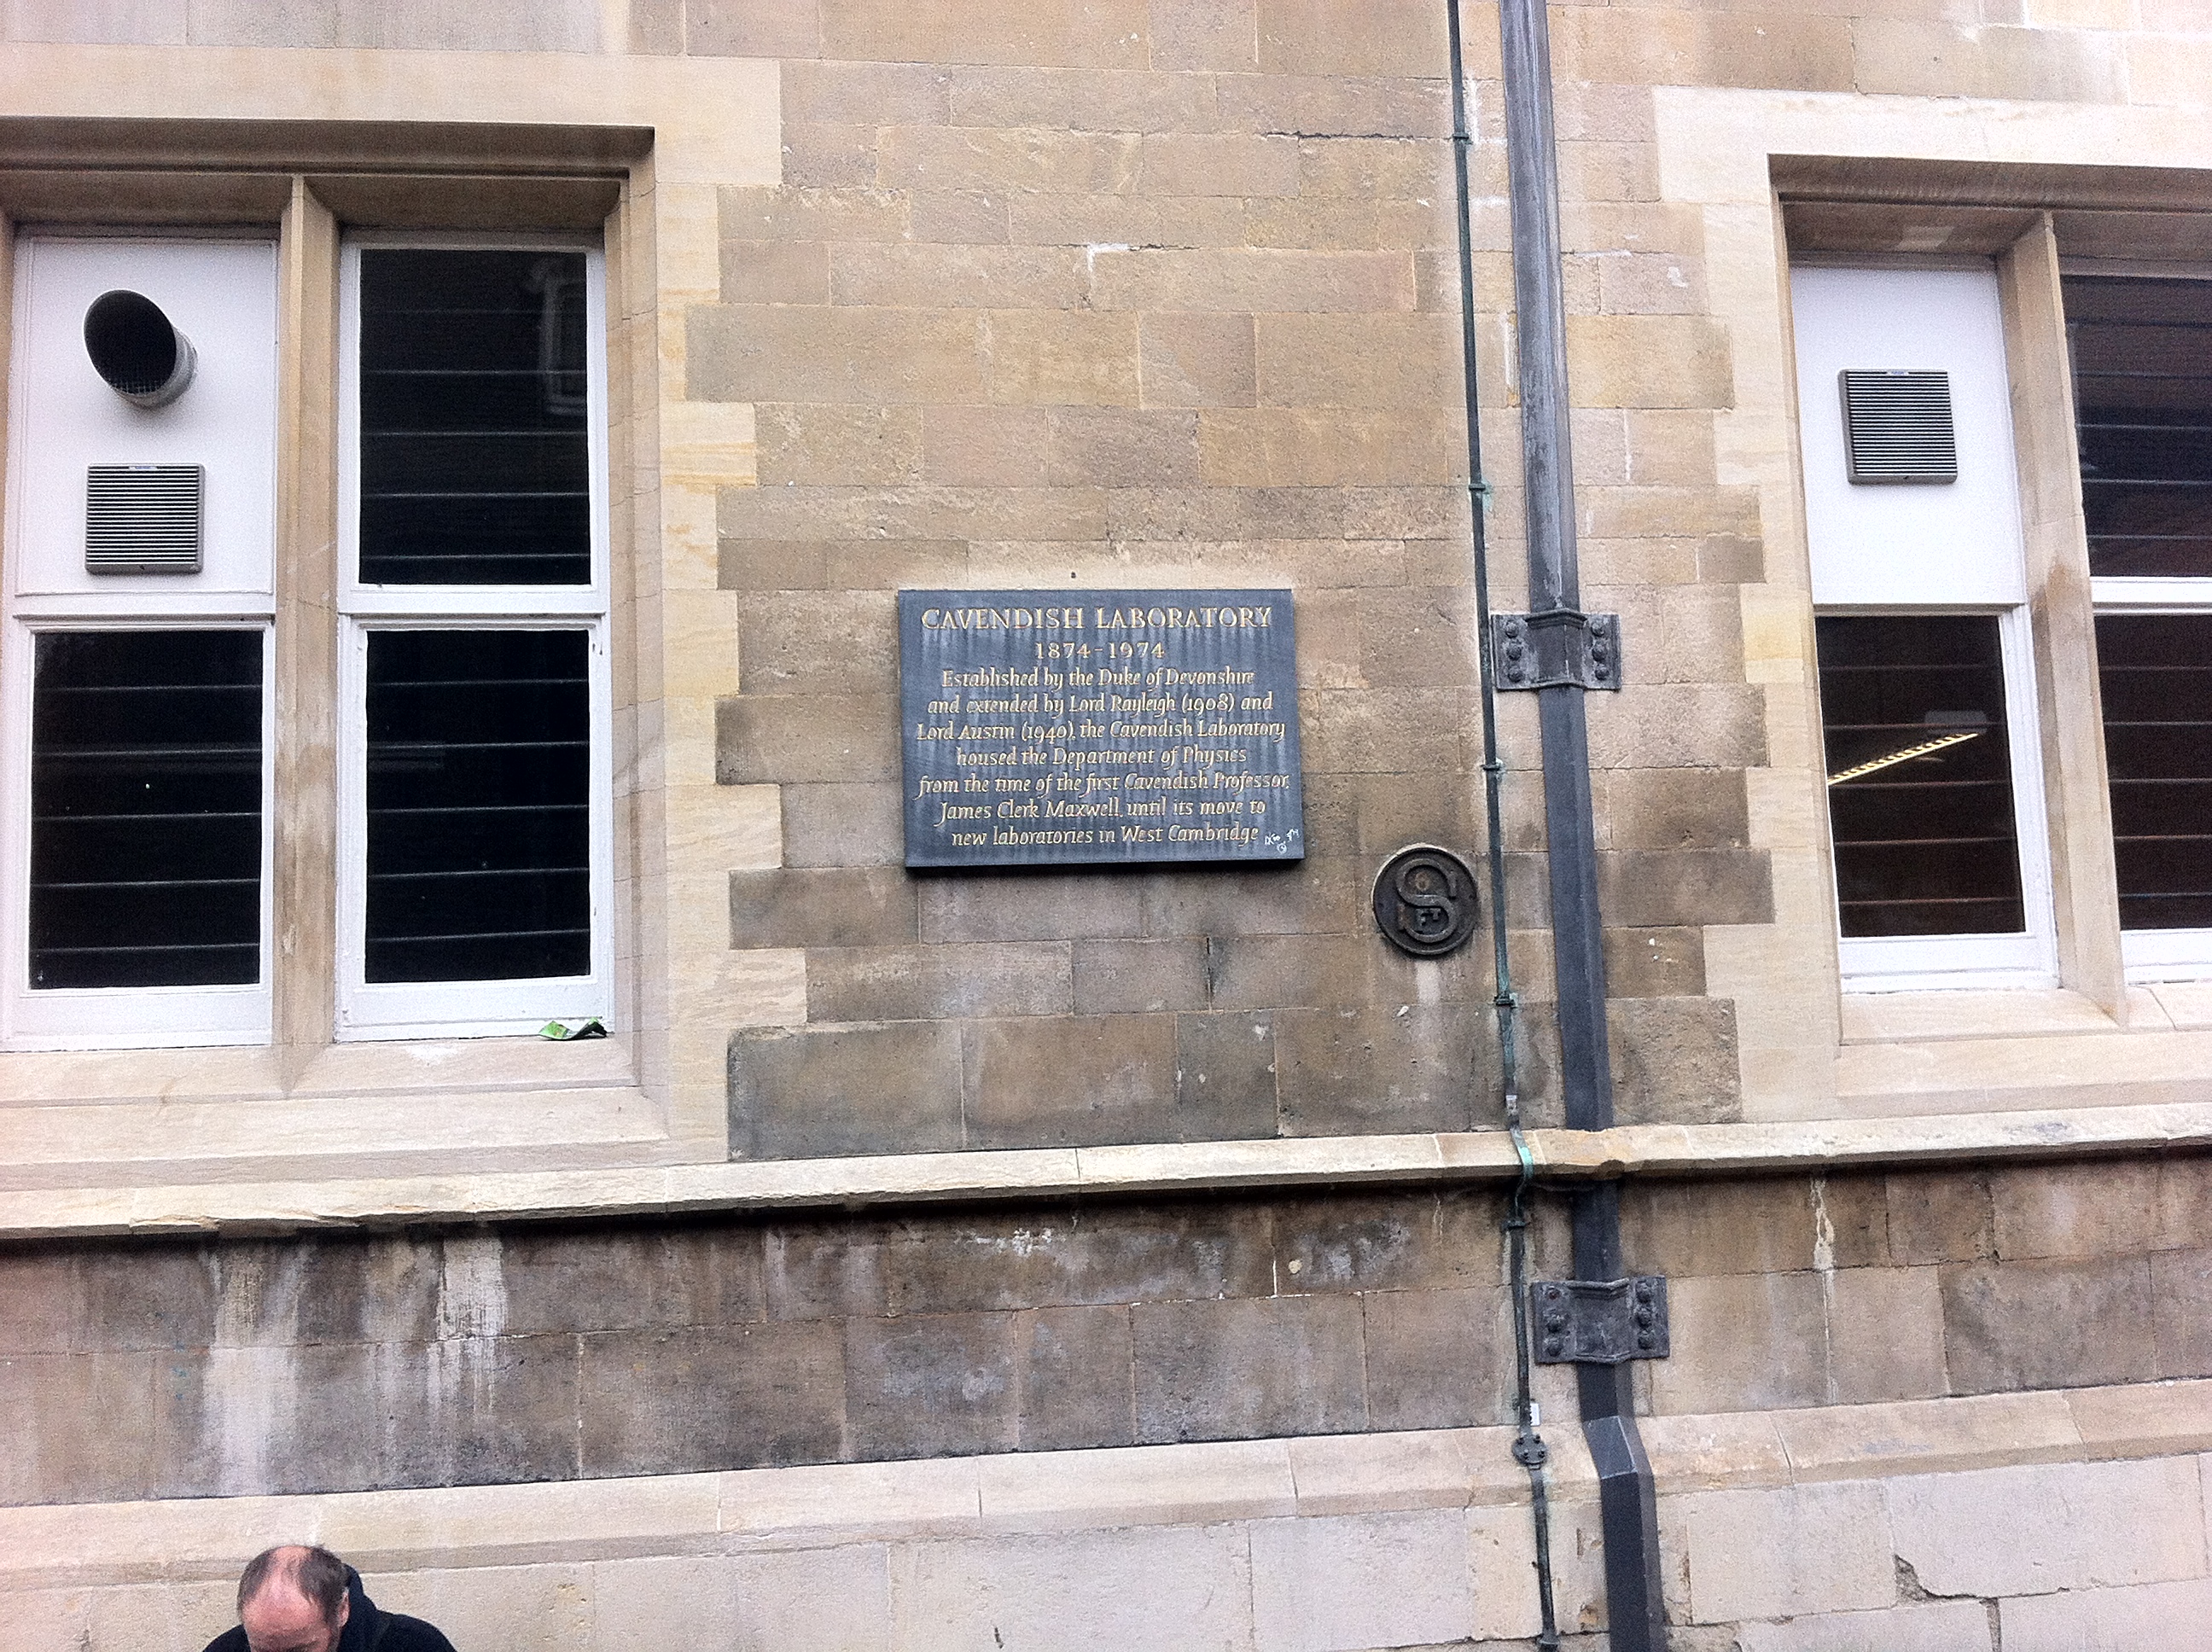 CAVENDISH LABORATORY
1874-1974
Established by the Duke of Devonshire
and extended by Lord Rayleigh (1908) and
Lord Austin (1940), the Cavendish Laboratory
housed the Department of Physics
from the time of the first Cavendish Professor,
James Clerk Maxwell, until its move to
new laboratories in West Cambridge
6
S
FT